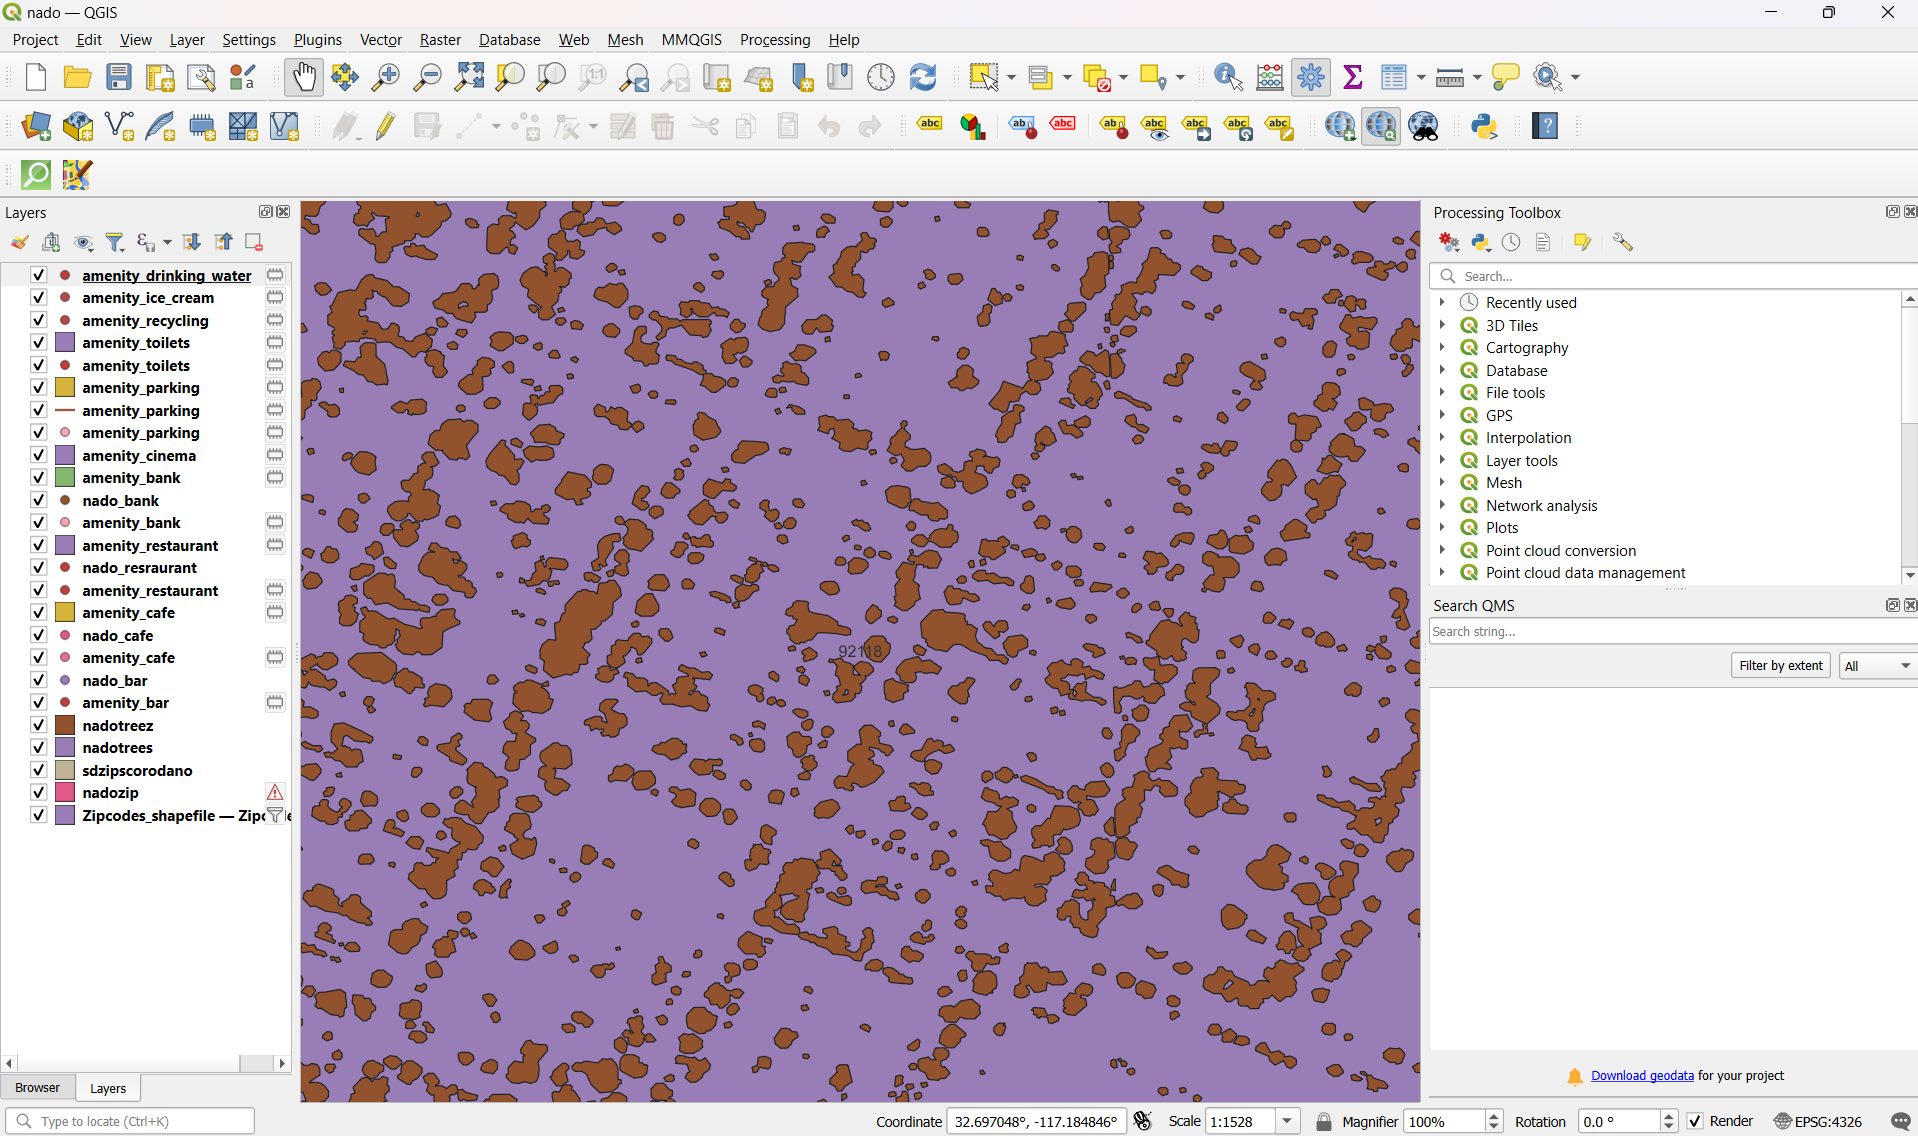 nado — QGIS
Project Edit View Layer Settings Plugins Vector Raster Database Web Mesh MMQGIS Processing Help
Layers
amenity_drinking_water
amenity_ice_cream
amenity_recycling
amenity_toilets
amenity_toilets
amenity_parking
amenity_parking
amenity_parking
amenity_cinema
amenity_bank
nado_bank
amenity_bank
amenity_restaurant
nado_resraurant
amenity_restaurant
amenity_cafe
nado_cafe
amenity_cafe
nado_bar
amenity_bar
nadotreez
nadotrees
sdzipscorodano
nadozip
Zipcodes_shapefile — Zipc
Browser Layers
Type to locate (Ctrl+K)
92118
Processing Toolbox
Search...
Recently used
3D Tiles
Cartography
Database
File tools
GPS
Interpolation
Layer tools
Mesh
Network analysis
Plots
Point cloud conversion
Point cloud data management
Search QMS
Search string...
Filter by extent All
Download geodata for your project
Coordinate 32.697048°, -117.184846° Scale 1:1528 Magnifier 100% Rotation 0.0 ° Render EPSG:4326